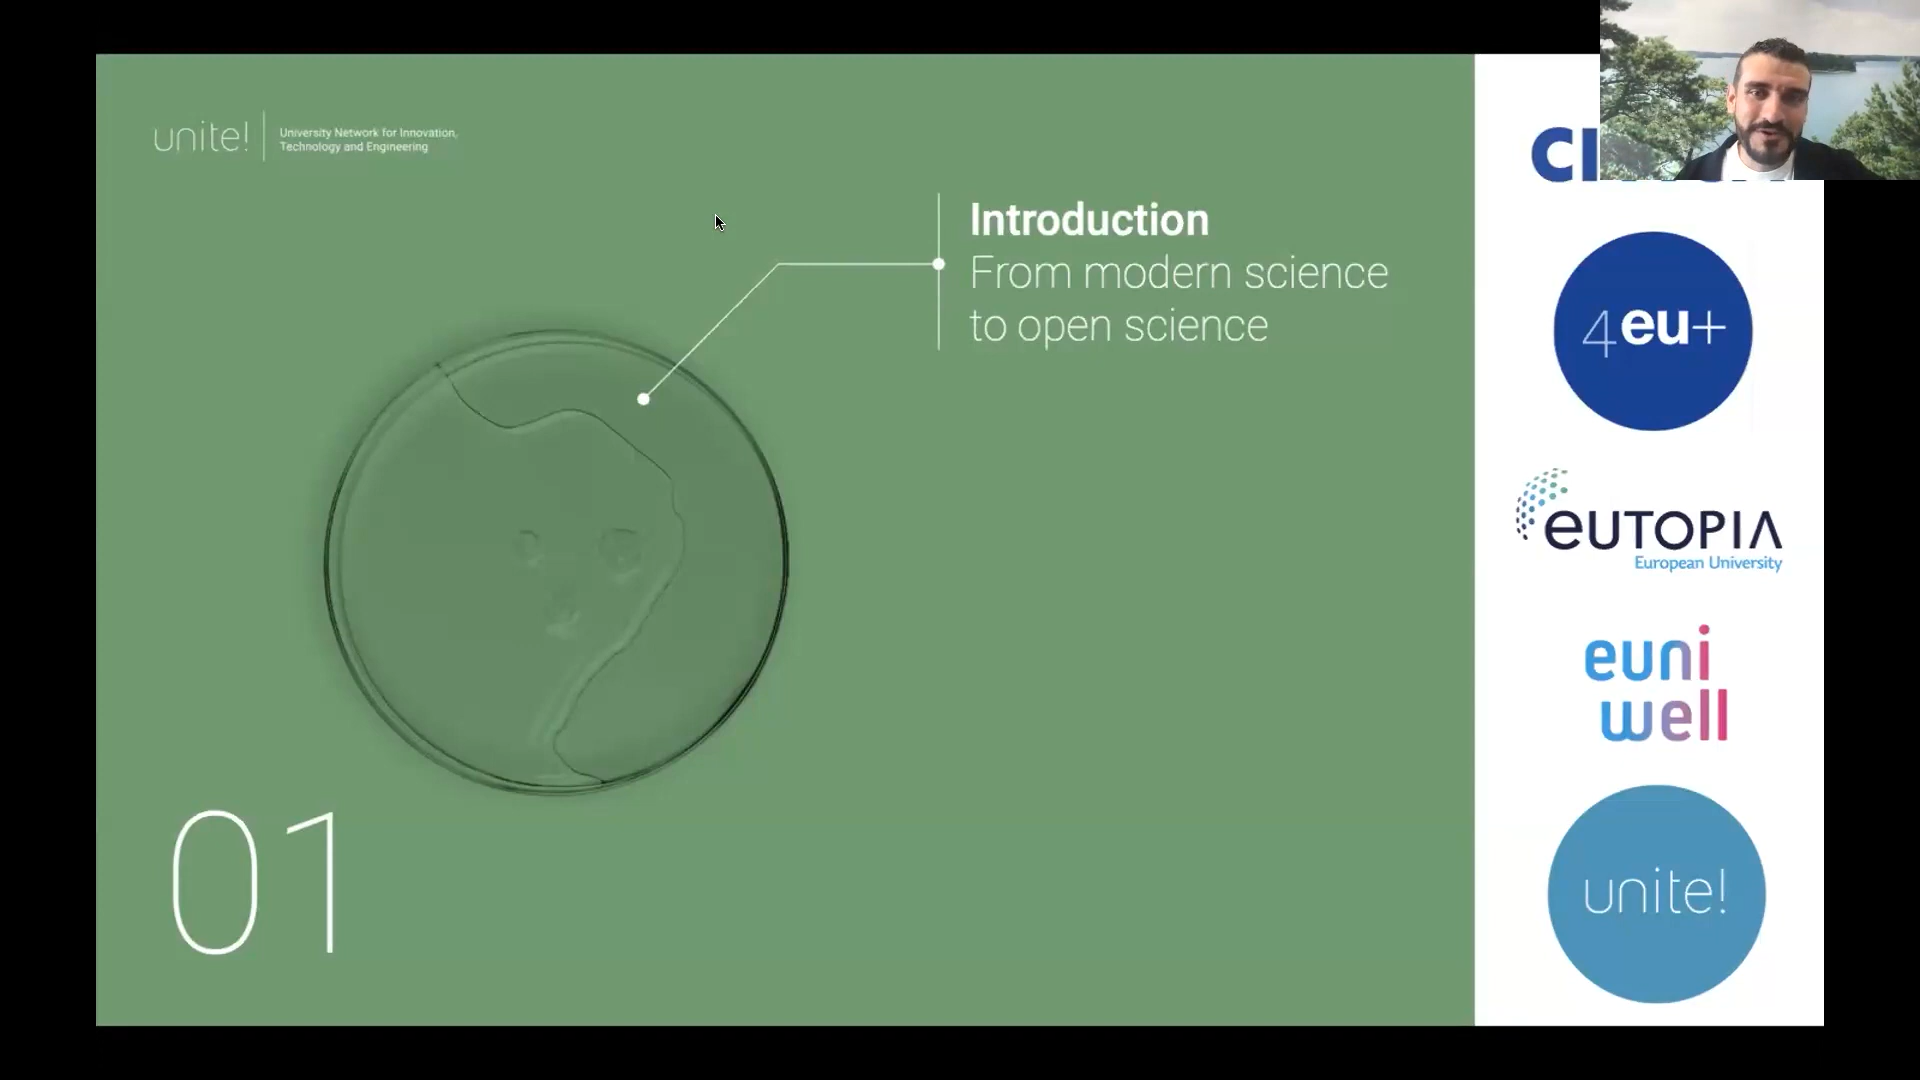 unite!
University Network for Innovation,
Technology and Engineering
Introduction
From modern science
to open science
01
4eu+
eUTOPIA
European University
euni
well
unite!